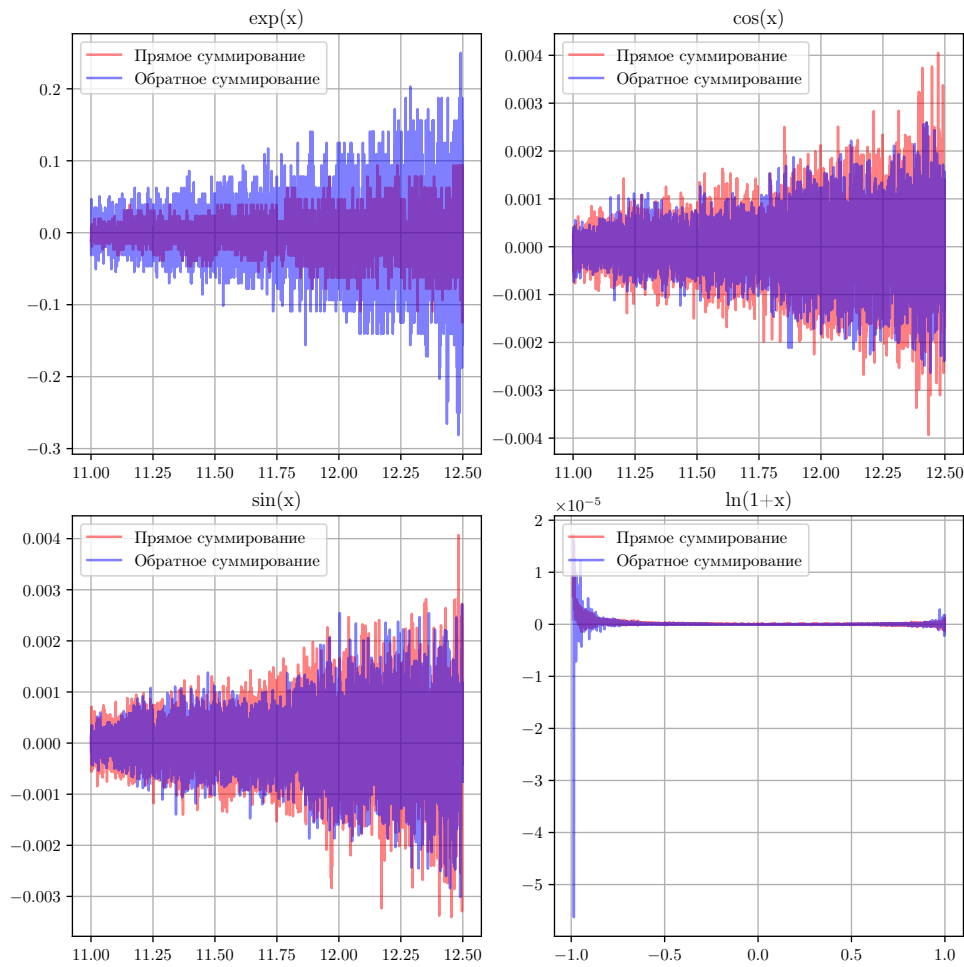 exp(x)
Прямое суммирование
Обратное суммирование
0.2
0.1
0.0
−0.1
−0.2
−0.3
11.00 11.25 11.50 11.75 12.00 12.25 12.50
cos(x)
Прямое суммирование
Обратное суммирование
0.004
0.003
0.002
0.001
0.000
−0.001
−0.002
−0.003
−0.004
11.00 11.25 11.50 11.75 12.00 12.25 12.50
sin(x)
Прямое суммирование
Обратное суммирование
0.004
0.003
0.002
0.001
0.000
−0.001
−0.002
−0.003
11.00 11.25 11.50 11.75 12.00 12.25 12.50
ln(1+x)
×10⁻⁵
Прямое суммирование
Обратное суммирование
2
1
0
−1
−2
−3
−4
−5
−1.0 −0.5 0.0 0.5 1.0